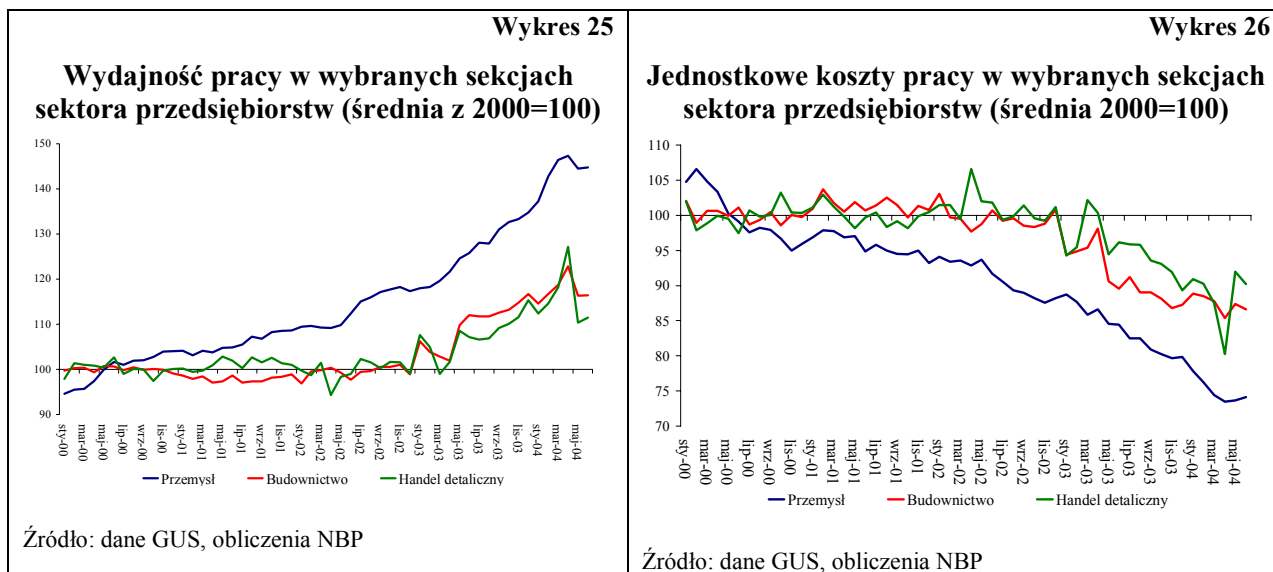 Wykres 25
Wydajność pracy w wybranych sekcjach
sektora przedsiębiorstw (średnia z 2000=100)
150
140
130
120
110
100
90
sty-00
mar-00
maj-00
lip-00
wrz-00
lis-00
sty-01
mar-01
maj-01
lip-01
wrz-01
lis-01
sty-02
mar-02
maj-02
lip-02
wrz-02
lis-02
sty-03
mar-03
maj-03
lip-03
wrz-03
lis-03
sty-04
mar-04
maj-04
Przemysł Budownictwo Handel detaliczny
Źródło: dane GUS, obliczenia NBP
Wykres 26
Jednostkowe koszty pracy w wybranych sekcjach
sektora przedsiębiorstw (średnia 2000=100)
110
105
100
95
90
85
80
75
70
sty-00
mar-00
maj-00
lip-00
wrz-00
lis-00
sty-01
mar-01
maj-01
lip-01
wrz-01
lis-01
sty-02
mar-02
maj-02
lip-02
wrz-02
lis-02
sty-03
mar-03
maj-03
lip-03
wrz-03
lis-03
sty-04
mar-04
maj-04
Przemysł Budownictwo Handel detaliczny
Źródło: dane GUS, obliczenia NBP